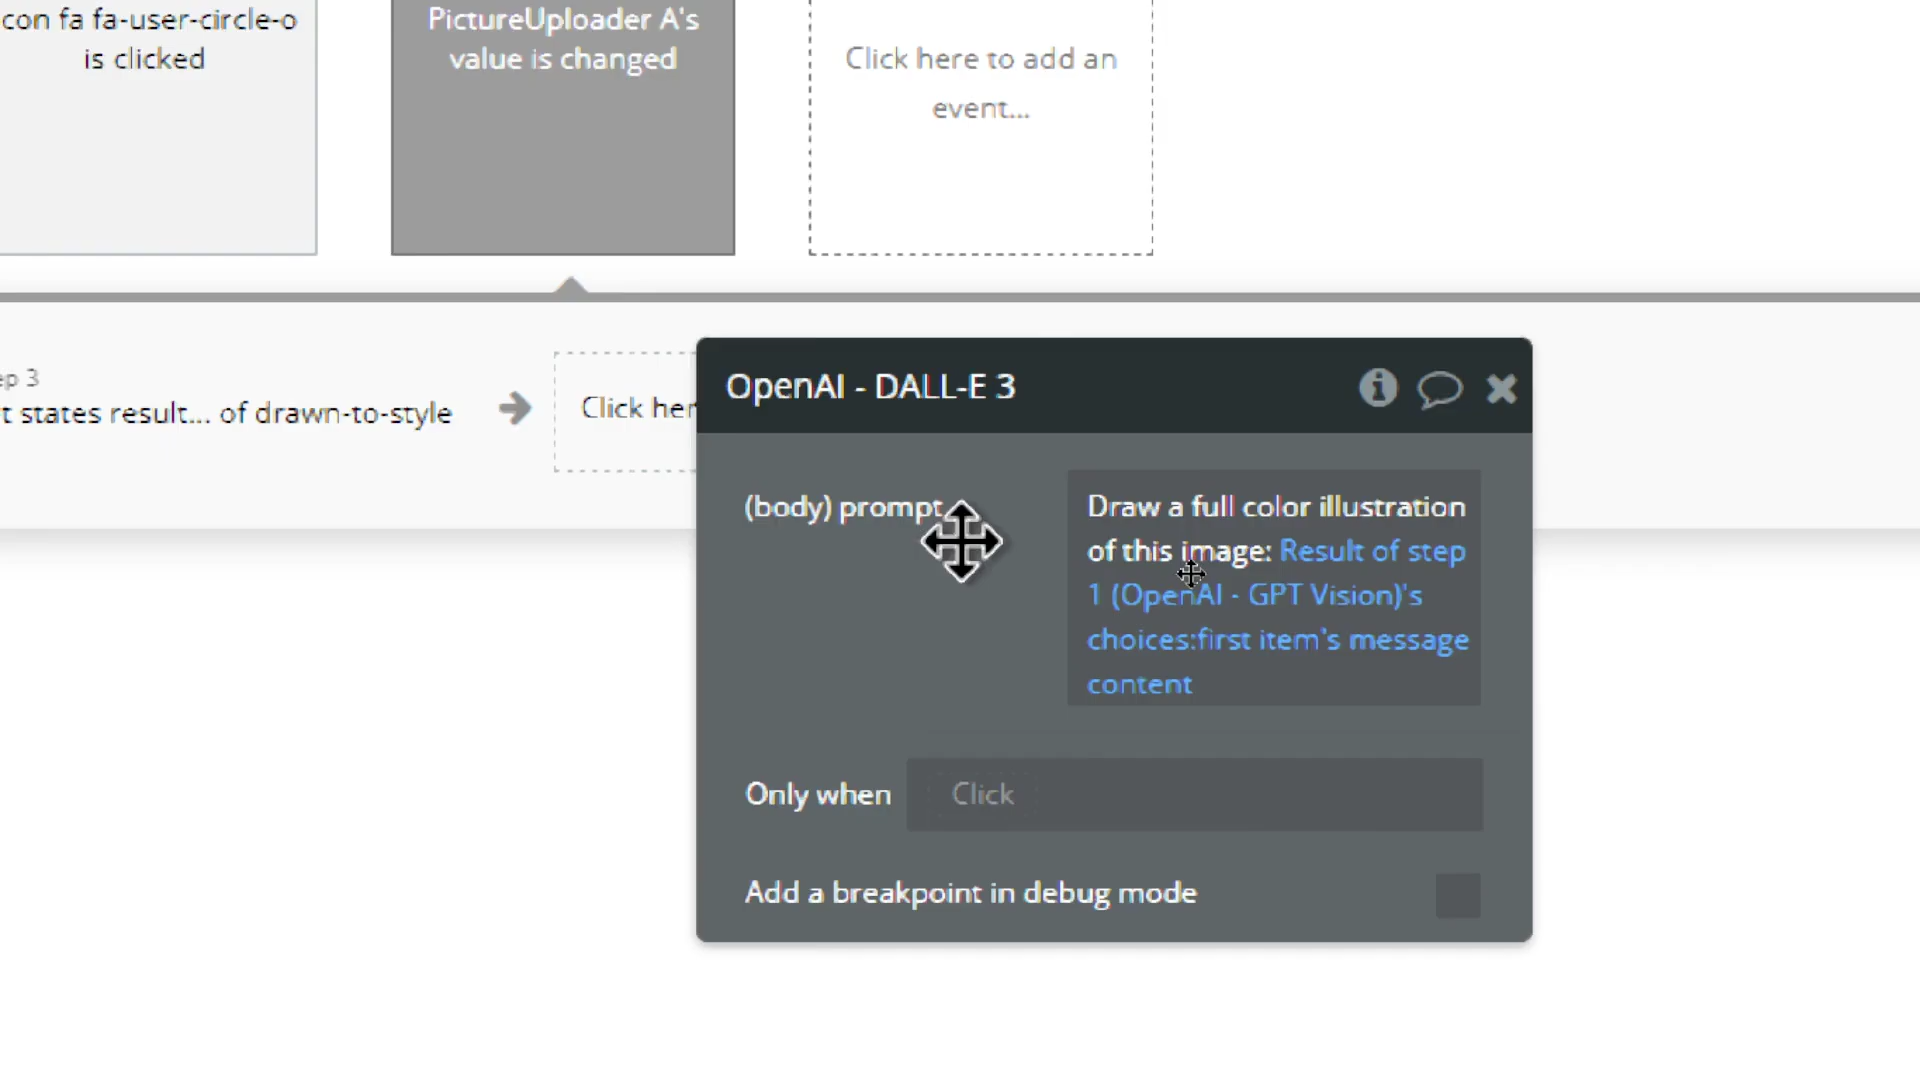 con fa fa-user-circle-o
is clicked
PictureUploader A's
value is changed
Click here to add an
event...
ep 3
t states result... of drawn-to-style
Click her
OpenAI - DALL-E 3
(body) prompt
Draw a full color illustration
of this image: Result of step
1 (OpenAI - GPT Vision)'s
choices:first item's message
content
Only when
Click
Add a breakpoint in debug mode